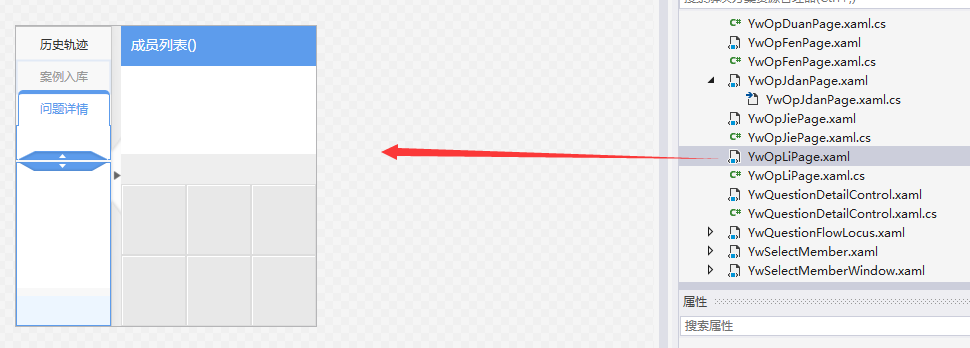 历史轨迹
案例入库
问题详情
成员列表()
YwOpDuanPage.xaml.cs
YwOpFenPage.xaml
YwOpFenPage.xaml.cs
YwOpJdanPage.xaml
YwOpJdanPage.xaml.cs
YwOpJiePage.xaml
YwOpJiePage.xaml.cs
YwOpLiPage.xaml
YwOpLiPage.xaml.cs
YwQuestionDetailControl.xaml
YwQuestionDetailControl.xaml.cs
YwQuestionFlowLocus.xaml
YwSelectMember.xaml
YwSelectMemberWindow.xaml
属性
搜索属性